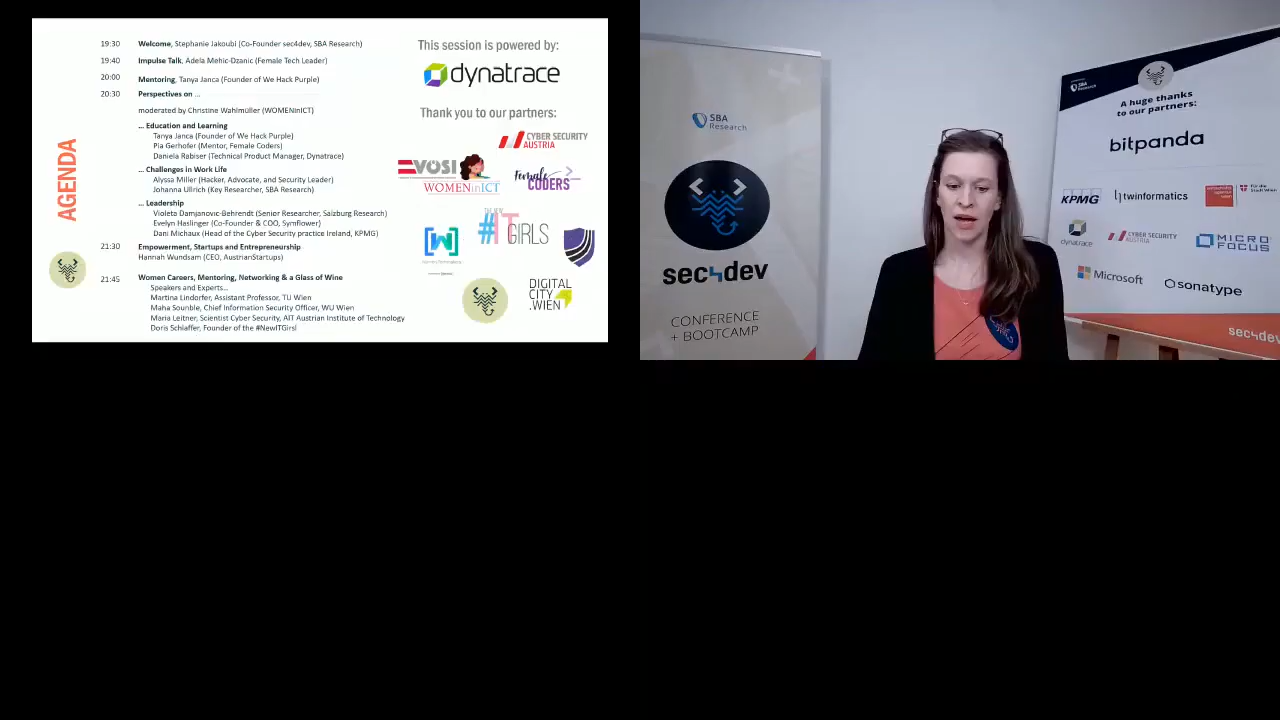 AGENDA
19:30 Welcome, Stephanie Jakoubi (Co-Founder sec4dev, SBA Research)
19:40 Impulse Talk, Adela Mehic-Dzanic (Female Tech Leader)
20:00 Mentoring, Tanya Janca (Founder of We Hack Purple)
20:30 Perspectives on ...
moderated by Christine Wahlmüller (WOMENinICT)
... Education and Learning
Tanya Janca (Founder of We Hack Purple)
Pia Gerhofer (Mentor, Female Coders)
Daniela Rabiser (Technical Product Manager, Dynatrace)
... Challenges in Work Life
Alyssa Miller (Hacker, Advocate, and Security Leader)
Johanna Ullrich (Key Researcher, SBA Research)
... Leadership
Violeta Damjanovic-Behrendt (Senior Researcher, Salzburg Research)
Evelyn Haslinger (Co-Founder & COO, Symflower)
Dani Michaux (Head of the Cyber Security practice Ireland, KPMG)
21:30 Empowerment, Startups and Entrepreneurship
Hannah Wundsam (CEO, AustrianStartups)
21:45 Women Careers, Mentoring, Networking & a Glass of Wine
Speakers and Experts...
Martina Lindorfer, Assistant Professor, TU Wien
Maha Sounble, Chief Information Security Officer, WU Wien
Maria Leitner, Scientist Cyber Security, AIT Austrian Institute of Technology
Doris Schlaffer, Founder of the #NewITGirsl
This session is powered by:
dynatrace
Thank you to our partners:
CYBER SECURITY
AUSTRIA
VÖSI
WOMENinICT
Female
CODERS
#ITGIRLS
DIGITAL
CITY
.WIEN
SBA
Research
sec4dev
CONFERENCE
+ BOOTCAMP
SBA
Research
A huge thanks
to our partners:
bitpanda
KPMG
twinformatics
Für die
Stadt Wien
dynatrace
CYBER SECURITY
AUSTRIA
MICRO
FOCUS
Microsoft
sonatype
sec4dev